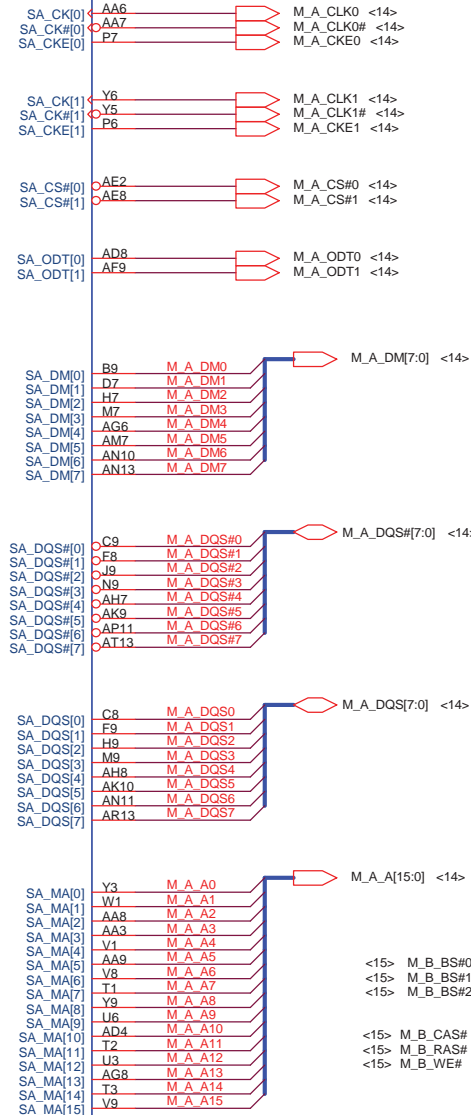 SA_CK[0] AA6 M_A_CLK0 <14>
SA_CK#[0] AA7 M_A_CLK0# <14>
SA_CKE[0] P7 M_A_CKE0 <14>
SA_CK[1] Y6 M_A_CLK1 <14>
SA_CK#[1] Y5 M_A_CLK1# <14>
SA_CKE[1] P6 M_A_CKE1 <14>
SA_CS#[0] AE2 M_A_CS#0 <14>
SA_CS#[1] AE8 M_A_CS#1 <14>
SA_ODT[0] AD8 M_A_ODT0 <14>
SA_ODT[1] AF9 M_A_ODT1 <14>
M_A_DM[7:0] <14>
SA_DM[0] B9 M_A_DM0
SA_DM[1] D7 M_A_DM1
SA_DM[2] H7 M_A_DM2
SA_DM[3] M7 M_A_DM3
SA_DM[4] AG6 M_A_DM4
SA_DM[5] AM7 M_A_DM5
SA_DM[6] AN10 M_A_DM6
SA_DM[7] AN13 M_A_DM7
M_A_DQS#[7:0] <14>
SA_DQS#[0] C9 M_A_DQS#0
SA_DQS#[1] F8 M_A_DQS#1
SA_DQS#[2] J9 M_A_DQS#2
SA_DQS#[3] N9 M_A_DQS#3
SA_DQS#[4] AH7 M_A_DQS#4
SA_DQS#[5] AK9 M_A_DQS#5
SA_DQS#[6] AP11 M_A_DQS#6
SA_DQS#[7] AT13 M_A_DQS#7
M_A_DQS[7:0] <14>
SA_DQS[0] C8 M_A_DQS0
SA_DQS[1] F9 M_A_DQS1
SA_DQS[2] H9 M_A_DQS2
SA_DQS[3] M9 M_A_DQS3
SA_DQS[4] AH8 M_A_DQS4
SA_DQS[5] AK10 M_A_DQS5
SA_DQS[6] AN11 M_A_DQS6
SA_DQS[7] AR13 M_A_DQS7
M_A_A[15:0] <14>
SA_MA[0] Y3 M_A_A0
SA_MA[1] W1 M_A_A1
SA_MA[2] AA8 M_A_A2
SA_MA[3] AA3 M_A_A3
SA_MA[4] V1 M_A_A4
SA_MA[5] AA9 M_A_A5 <15> M_B_BS#0
SA_MA[6] V8 M_A_A6 <15> M_B_BS#1
SA_MA[7] T1 M_A_A7 <15> M_B_BS#2
SA_MA[8] Y9 M_A_A8
SA_MA[9] U6 M_A_A9
SA_MA[10] AD4 M_A_A10 <15> M_B_CAS#
SA_MA[11] T2 M_A_A11 <15> M_B_RAS#
SA_MA[12] U3 M_A_A12 <15> M_B_WE#
SA_MA[13] AG8 M_A_A13
SA_MA[14] T3 M_A_A14
SA_MA[15] V9 M_A_A15